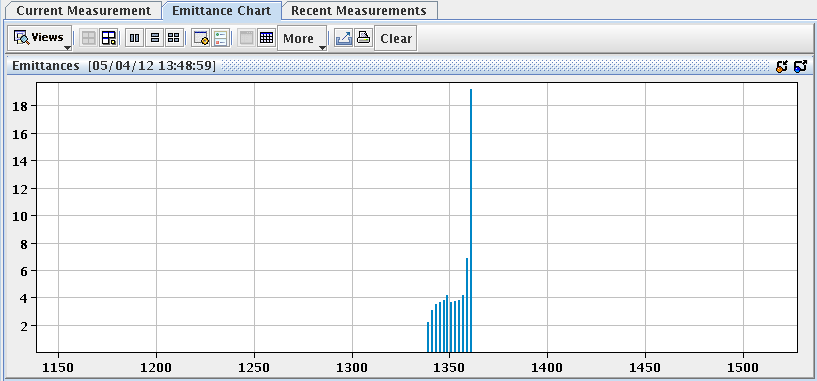 Current Measurement Emittance Chart Recent Measurements
Views More Clear
Emittances [05/04/12 13:48:59]
18
16
14
12
10
8
6
4
2
1150 1200 1250 1300 1350 1400 1450 1500